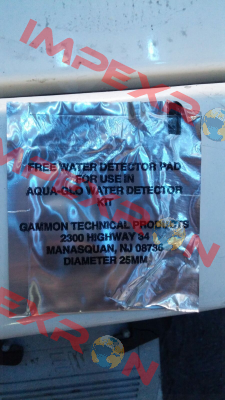 IMPEXRON
FREE WATER DETECTOR PAD
FOR USE IN
AQUA-GLO WATER DETECTOR
KIT
GAMMON TECHNICAL PRODUCTS
2300 HIGHWAY 34
MANASQUAN, NJ 08736
DIAMETER 25MM
IMPEXRON